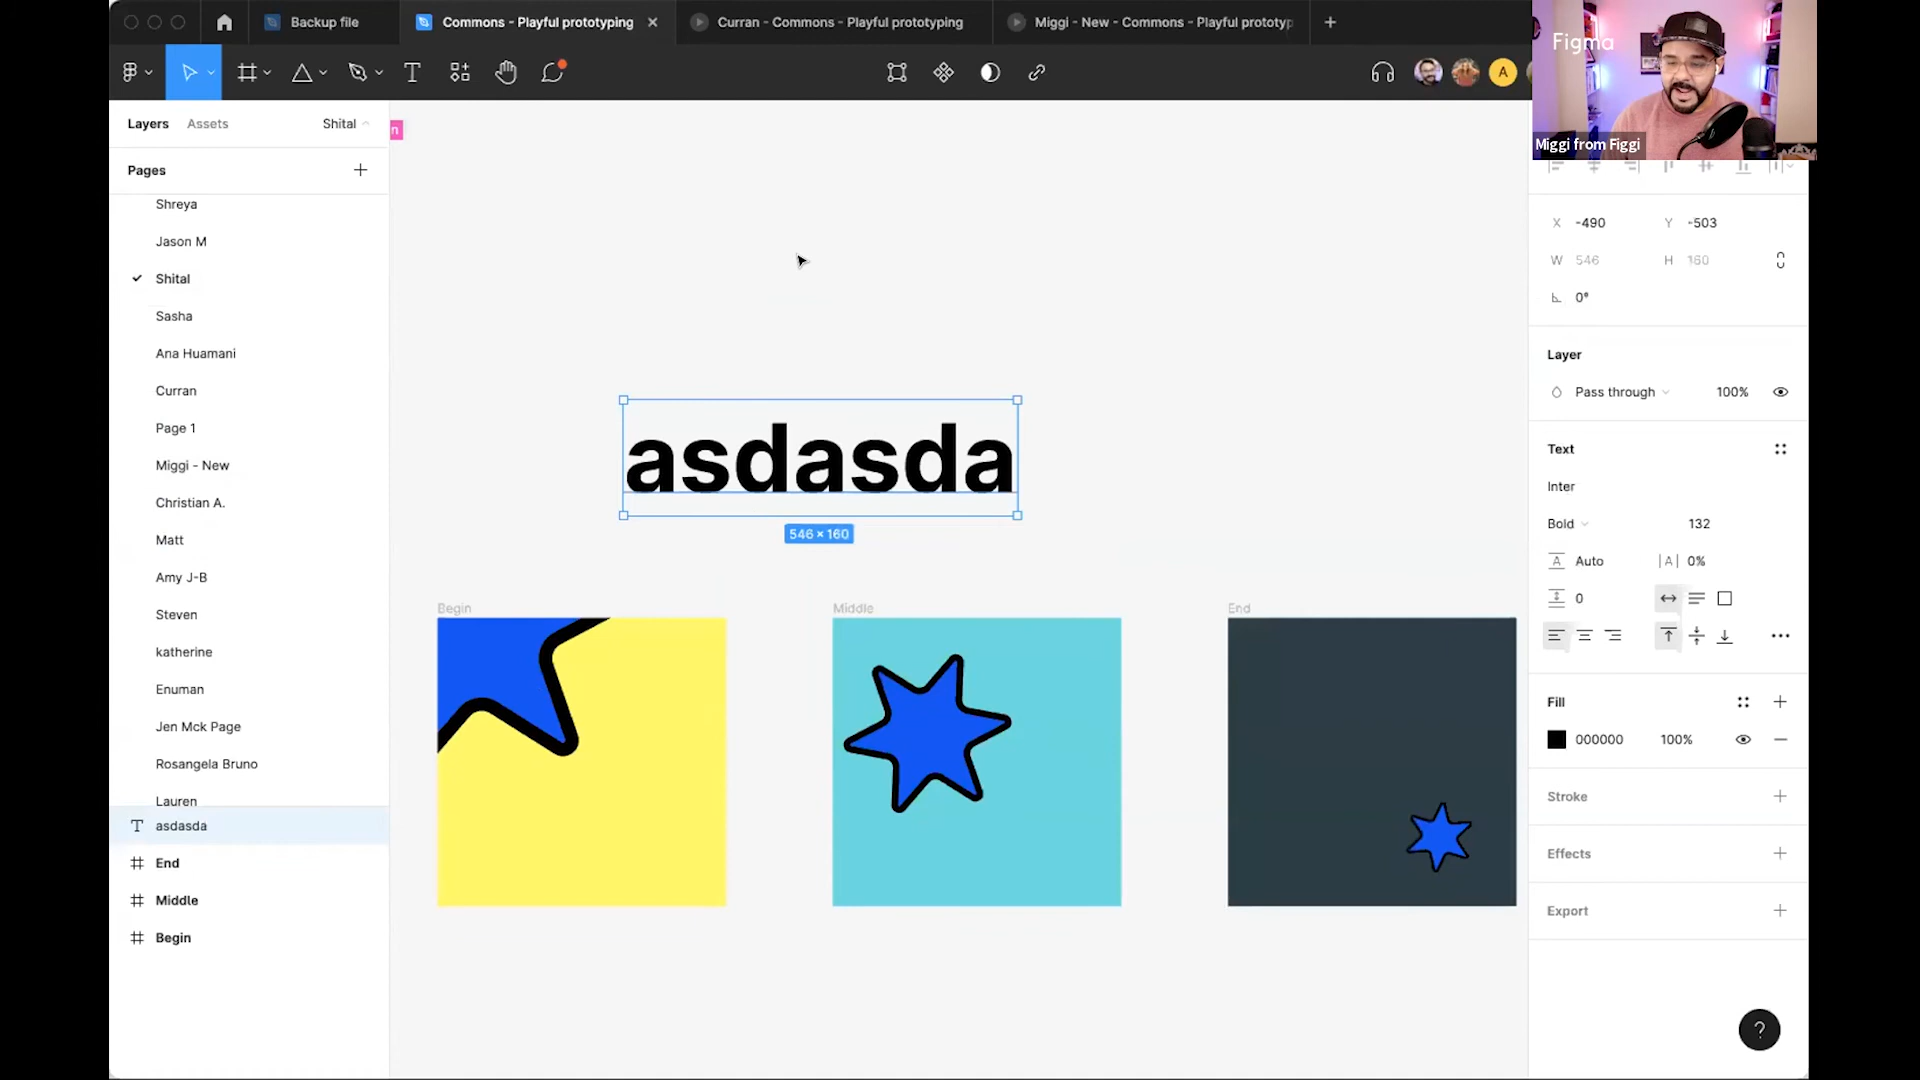 Backup file
Commons - Playful prototyping
Curran - Commons - Playful prototyping
Miggi - New - Commons - Playful prototyp
A
Figma
Miggi from Figgi
Layers
Assets
Shital
n
Pages
Shreya
Jason M
Shital
Sasha
Ana Huamani
Curran
Page 1
Miggi - New
Christian A.
Matt
Amy J-B
Steven
katherine
Enuman
Jen Mck Page
Rosangela Bruno
Lauren
asdasda
End
Middle
Begin
asdasda
546 × 160
Begin
Middle
End
X -490 Y -503
W 546 H 160
0°
Layer
Pass through 100%
Text
Inter
Bold 132
Auto 0%
0
Fill
000000 100%
Stroke
Effects
Export
?